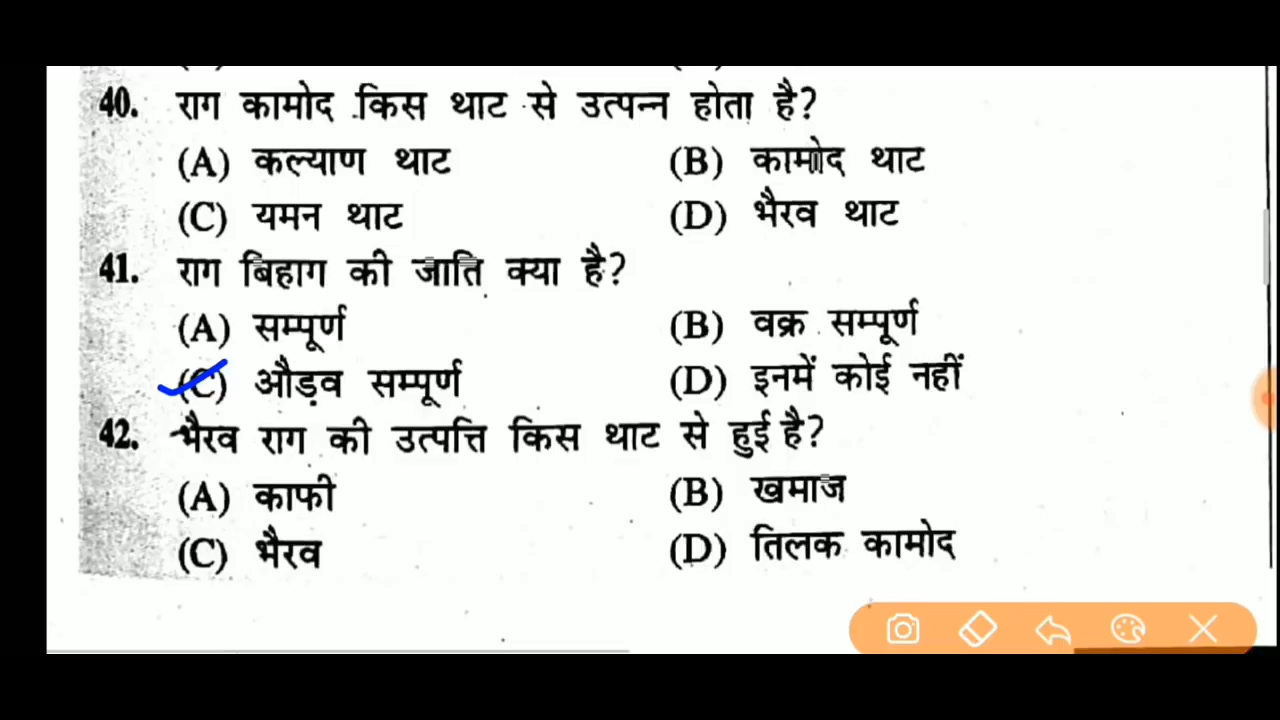 40. राग कामोद किस थाट से उत्पन्न होता है?
(A) कल्याण थाट (B) कामोद थाट
(C) यमन थाट (D) भैरव थाट
41. राग बिहाग की जाति क्या है?
(A) सम्पूर्ण (B) वक्र सम्पूर्ण
(C) औड़व सम्पूर्ण (D) इनमें कोई नहीं
42. भैरव राग की उत्पत्ति किस थाट से हुई है?
(A) काफी (B) खमाज
(C) भैरव (D) तिलक कामोद